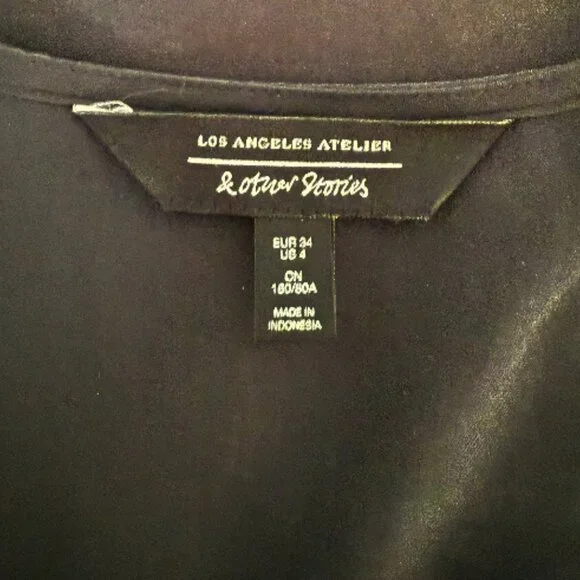 LOS ANGELES ATELIER
& other Stories
EUR 34
US 4
CN
160/80A
MADE IN
INDONESIA